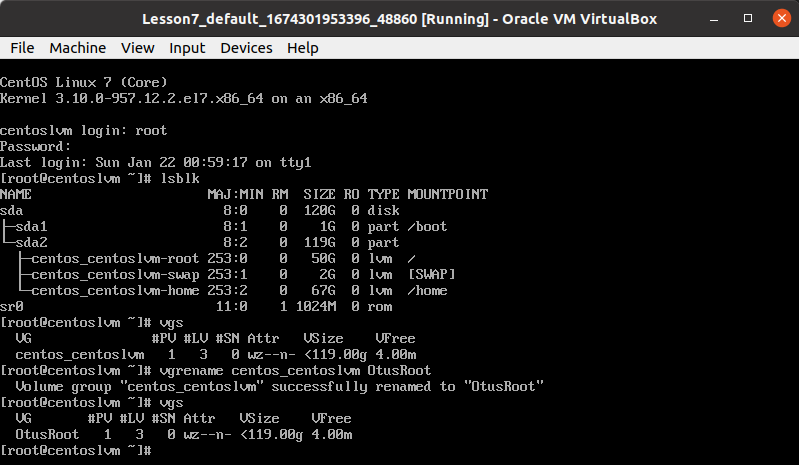 Lesson7_default_1674301953396_48860 [Running] - Oracle VM VirtualBox
File Machine View Input Devices Help
CentOS Linux 7 (Core)
Kernel 3.10.0-957.12.2.el7.x86_64 on an x86_64
centoslvm login: root
Password:
Last login: Sun Jan 22 00:59:17 on tty1
[root@centoslvm ~]# lsblk
NAME                      MAJ:MIN RM  SIZE RO TYPE MOUNTPOINT
sda                         8:0    0  120G  0 disk
├─sda1                      8:1    0    1G  0 part /boot
└─sda2                      8:2    0  119G  0 part
  ├─centos_centoslvm-root 253:0    0   50G  0 lvm  /
  ├─centos_centoslvm-swap 253:1    0    2G  0 lvm  [SWAP]
  └─centos_centoslvm-home 253:2    0   67G  0 lvm  /home
sr0                        11:0    1 1024M  0 rom
[root@centoslvm ~]# vgs
  VG               #PV #LV #SN Attr   VSize    VFree
  centos_centoslvm   1   3   0 wz--n- <119.00g 4.00m
[root@centoslvm ~]# vgrename centos_centoslvm OtusRoot
  Volume group "centos_centoslvm" successfully renamed to "OtusRoot"
[root@centoslvm ~]# vgs
  VG       #PV #LV #SN Attr   VSize    VFree
  OtusRoot   1   3   0 wz--n- <119.00g 4.00m
[root@centoslvm ~]#